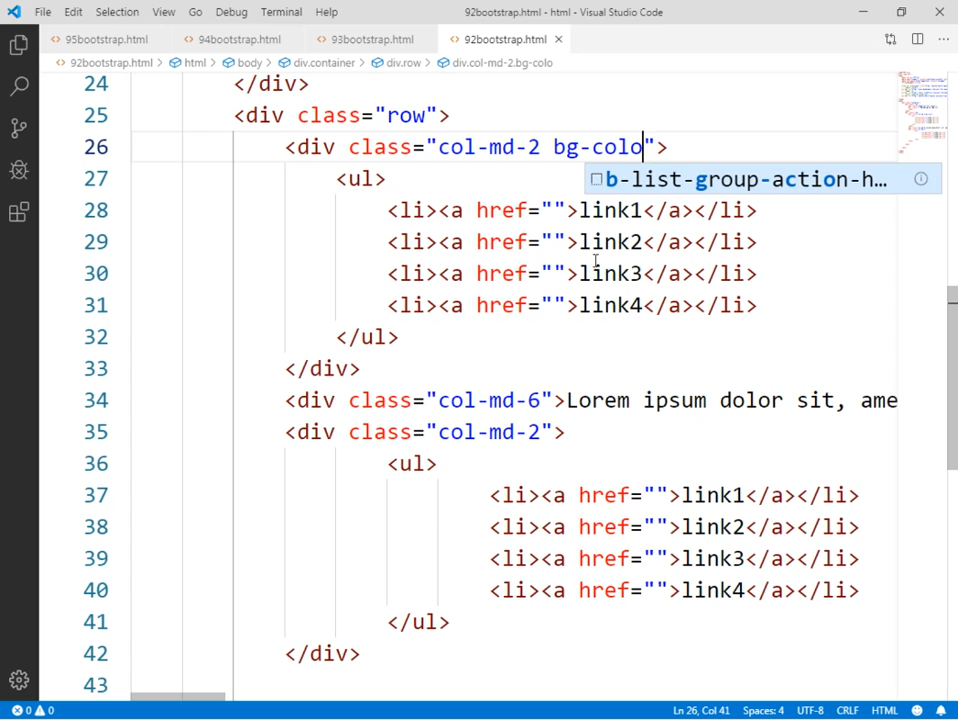 File Edit Selection View Go Debug Terminal Help 92bootstrap.html - html - Visual Studio Code
95bootstrap.html 94bootstrap.html 93bootstrap.html 92bootstrap.html
92bootstrap.html › html › body › div.container › div.row › div.col-md-2.bg-colo
24 </div>
25 <div class="row">
26 <div class="col-md-2 bg-colo">
b-list-group-action-h...
27 <ul>
28 <li><a href="">link1</a></li>
29 <li><a href="">link2</a></li>
30 <li><a href="">link3</a></li>
31 <li><a href="">link4</a></li>
32 </ul>
33 </div>
34 <div class="col-md-6">Lorem ipsum dolor sit, ame
35 <div class="col-md-2">
36 <ul>
37 <li><a href="">link1</a></li>
38 <li><a href="">link2</a></li>
39 <li><a href="">link3</a></li>
40 <li><a href="">link4</a></li>
41 </ul>
42 </div>
43
0 0 Ln 26, Col 41 Spaces: 4 UTF-8 CRLF HTML